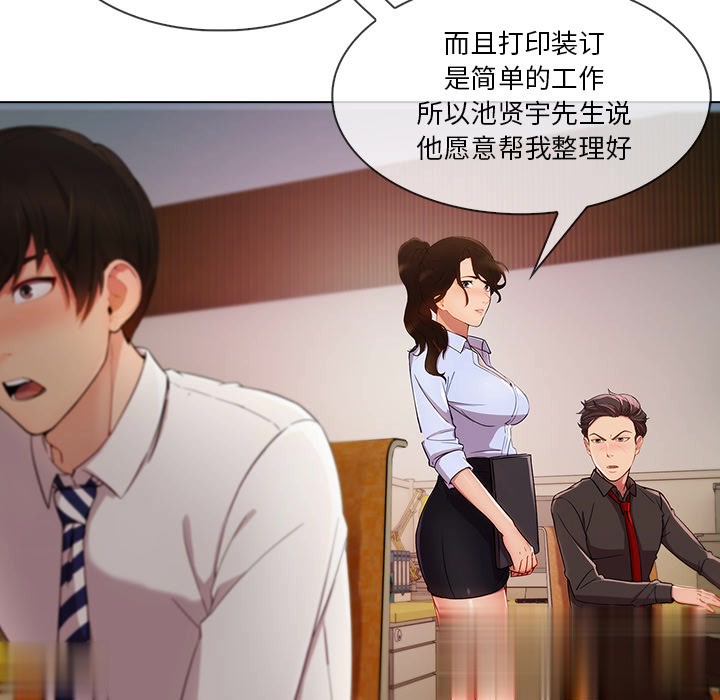 而且打印装订
是简单的工作
所以池贤宇先生说
他愿意帮我整理好